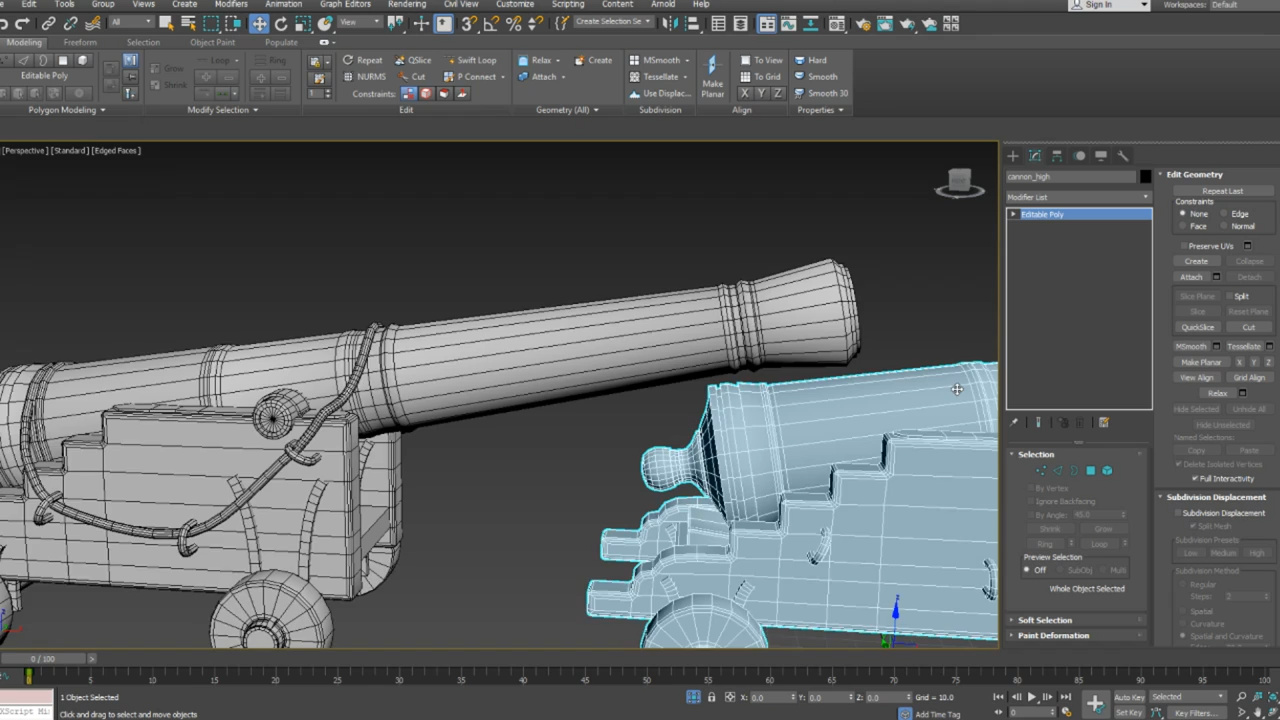 Edit Tools Group Views Create Modifiers Animation Graph Editors Rendering Civil View Customize Scripting Content Arnold Help Sign In Workspaces: Default
All View Create Selection Se
Modeling Freeform Selection Object Paint Populate
Grow Loop Ring Repeat QSlice Swift Loop Relax Create MSmooth To View Hard
Editable Poly Shrink NURMS Cut P Connect Attach Tessellate Make Planar To Grid Smooth
1 Constraints: Use Displac... X Y Z Smooth 30
Polygon Modeling Modify Selection Edit Geometry (All) Subdivision Align Properties
[Perspective] [Standard] [Edged Faces]
cannon_high
Modifier List
Editable Poly
Selection
By Vertex
Ignore Backfacing
By Angle: 45.0
Shrink Grow
Ring Loop
Preview Selection
Off SubObj Multi
Whole Object Selected
Soft Selection
Paint Deformation
Edit Geometry
Repeat Last
Constraints
None Edge
Face Normal
Preserve UVs
Create Collapse
Attach Detach
Slice Plane Split
Slice Reset Plane
QuickSlice Cut
MSmooth Tessellate
Make Planar X Y Z
View Align Grid Align
Relax
Hide Selected Unhide All
Hide Unselected
Named Selections:
Copy Paste
Delete Isolated Vertices
Full Interactivity
Subdivision Displacement
Subdivision Displacement
Split Mesh
Subdivision Presets
Low Medium High
Subdivision Method
Regular
Steps: 2
Spatial
Curvature
Spatial and Curvature
z
0 / 100 >
5 10 15 20 25 30 35 40 45 50 55 60 65 70 75 80 85 90 95 100
1 Object Selected X: 0.0 Y: 0.0 Z: 0.0 Grid = 10.0 Auto Key Selected
XScript Mi Click and drag to select and move objects Add Time Tag 0 Set Key Key Filters...